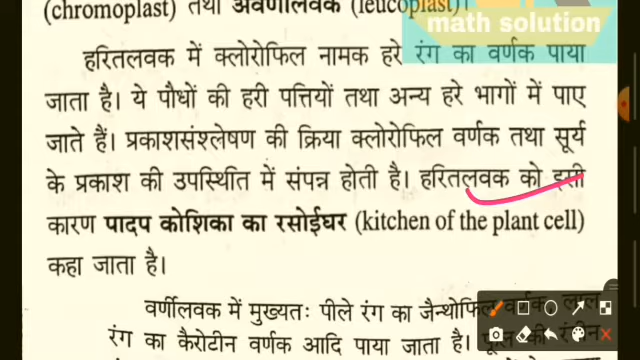 (chromoplast) तथा अवर्णीलवक (leucoplast)।
math solution
हरितलवक में क्लोरोफिल नामक हरे रंग का वर्णक पाया
जाता है। ये पौधों की हरी पत्तियों तथा अन्य हरे भागों में पाए
जाते हैं। प्रकाशसंश्लेषण की क्रिया क्लोरोफिल वर्णक तथा सूर्य
के प्रकाश की उपस्थिति में संपन्न होती है। हरितलवक को इसी
कारण पादप कोशिका का रसोईघर (kitchen of the plant cell)
कहा जाता है।
वर्णीलवक में मुख्यतः पीले रंग का जैन्थोफिल वर्णक, लाल
रंग का कैरोटीन वर्णक आदि पाया जाता है। फूल की रंगीन